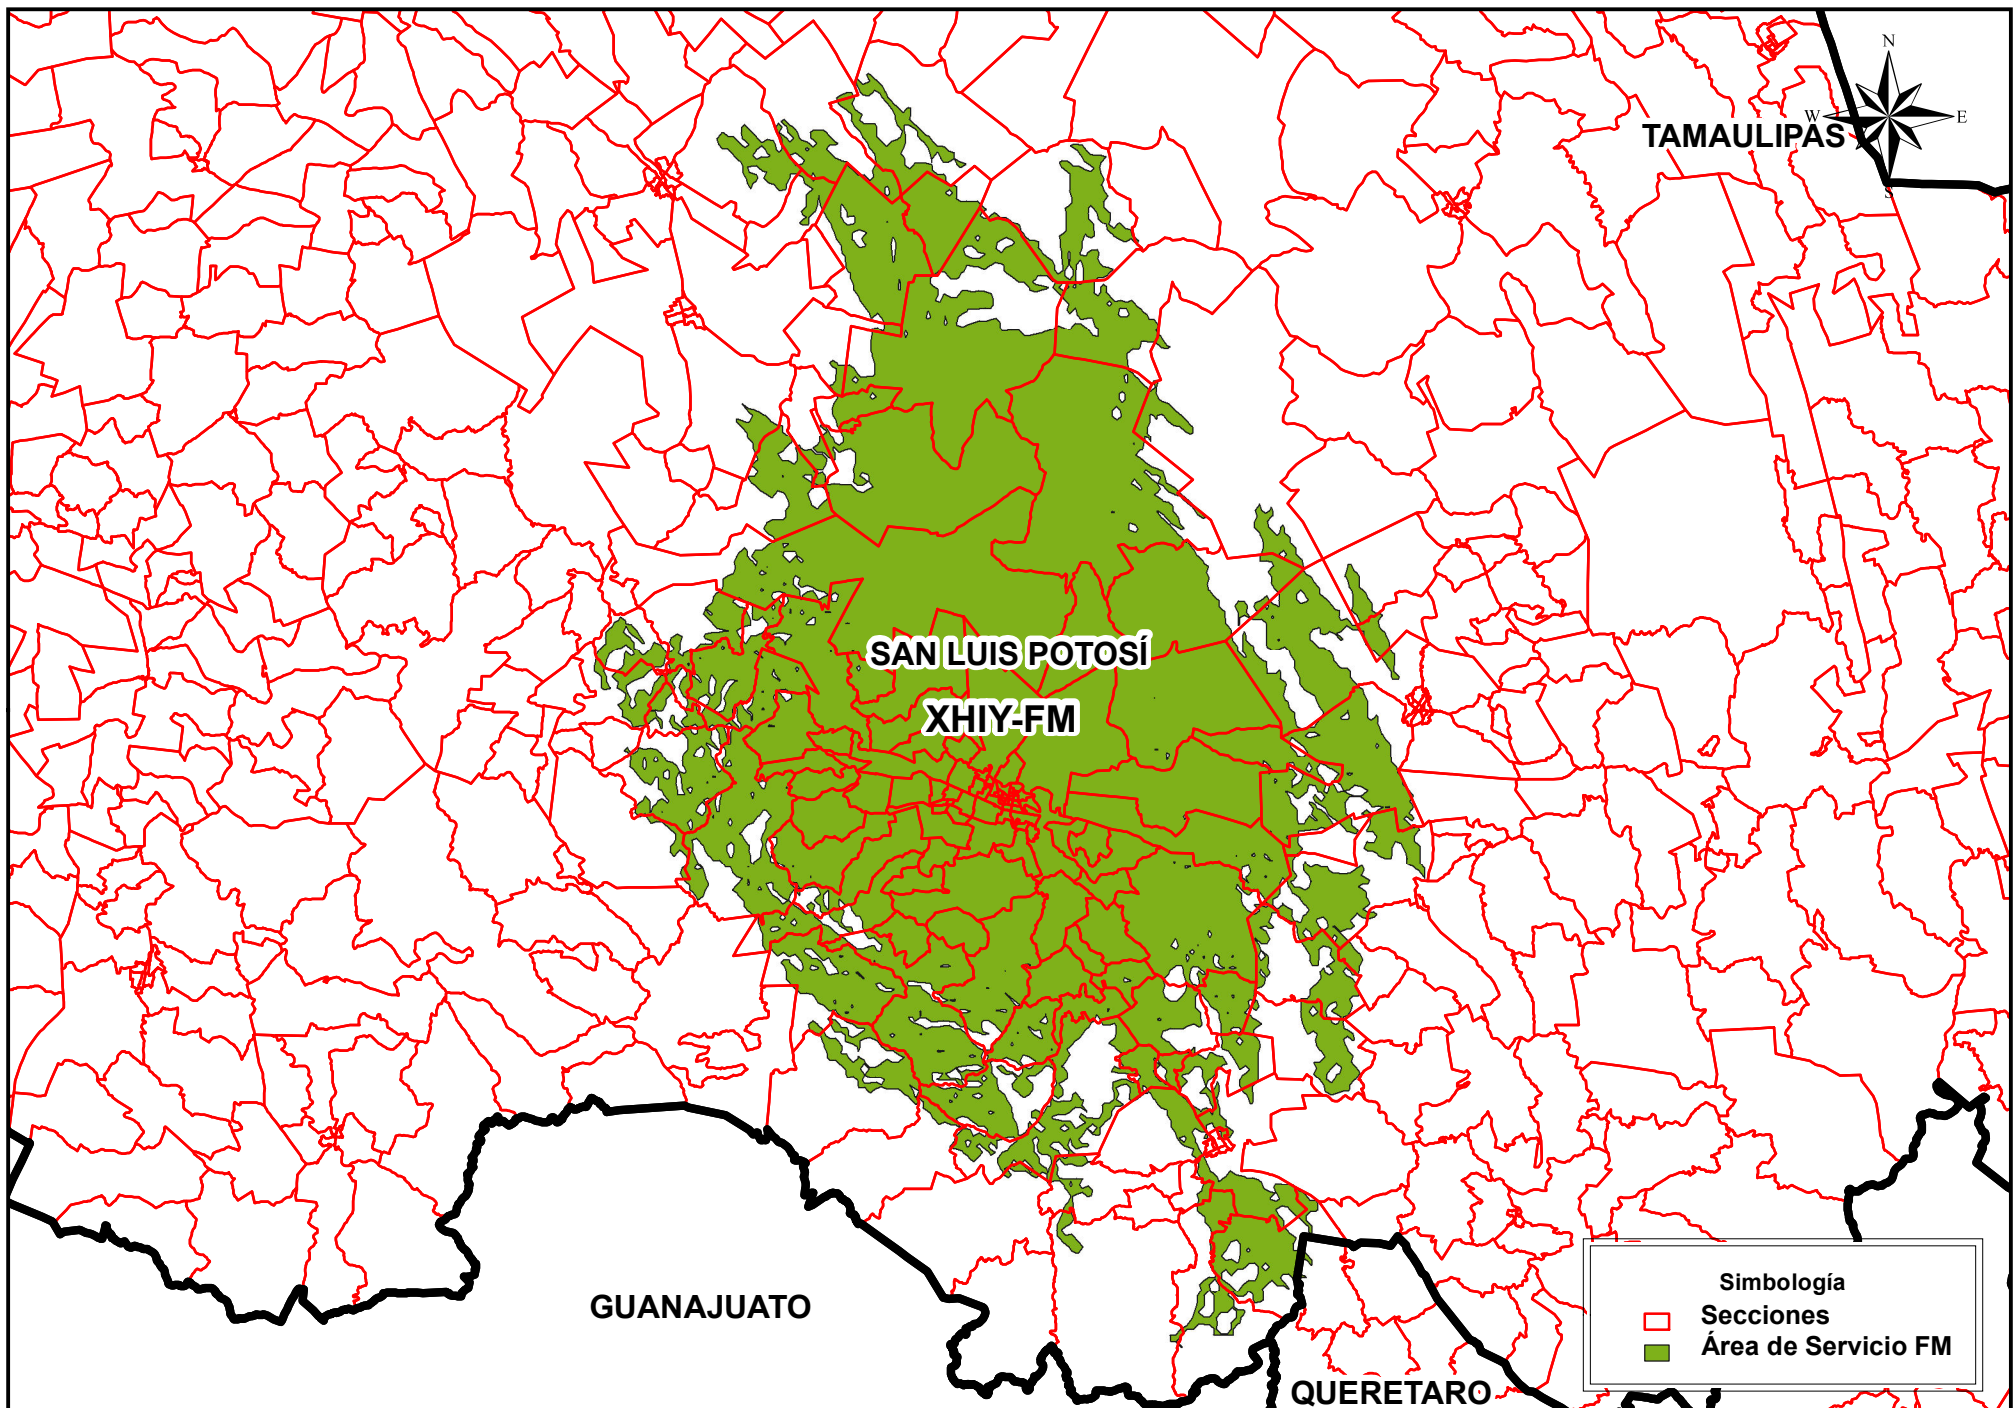 N
W
E
TAMAULIPAS
S
SAN LUIS POTOSÍ
XHIY-FM
GUANAJUATO
QUERETARO
Simbología
Secciones
Área de Servicio FM